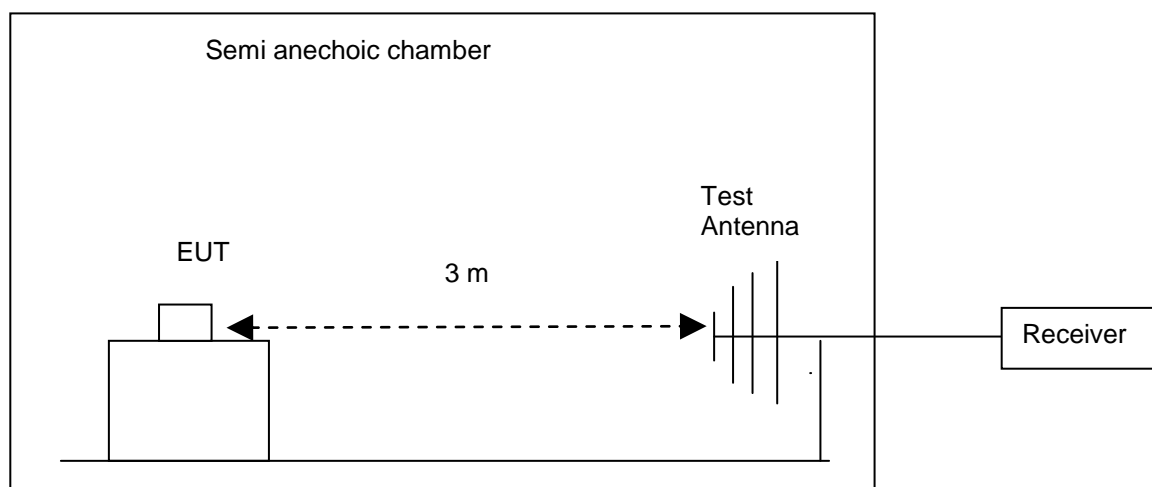 Semi anechoic chamber
Test
Antenna
EUT
3 m
Receiver